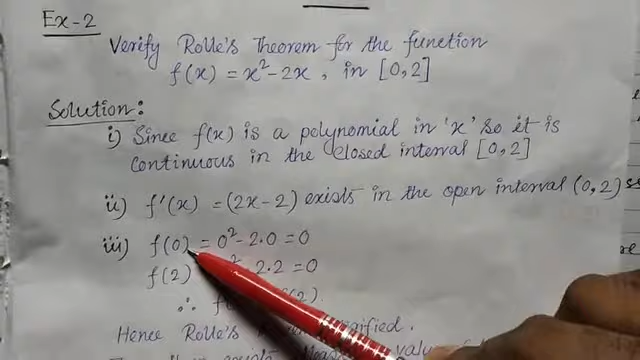 Ex-2
Verify Rolle's Theorem for the function
f(x) = x² - 2x, in [0,2]
Solution:
i) Since f(x) is a polynomial in 'x' so it is
continuous in the closed interval [0,2]
ii) f'(x) = (2x-2) exists in the open interval (0,2)
iii) f(0) = 0² - 2·0 = 0
f(2) 2·2 = 0
∴ f(2)
Hence Rolle's